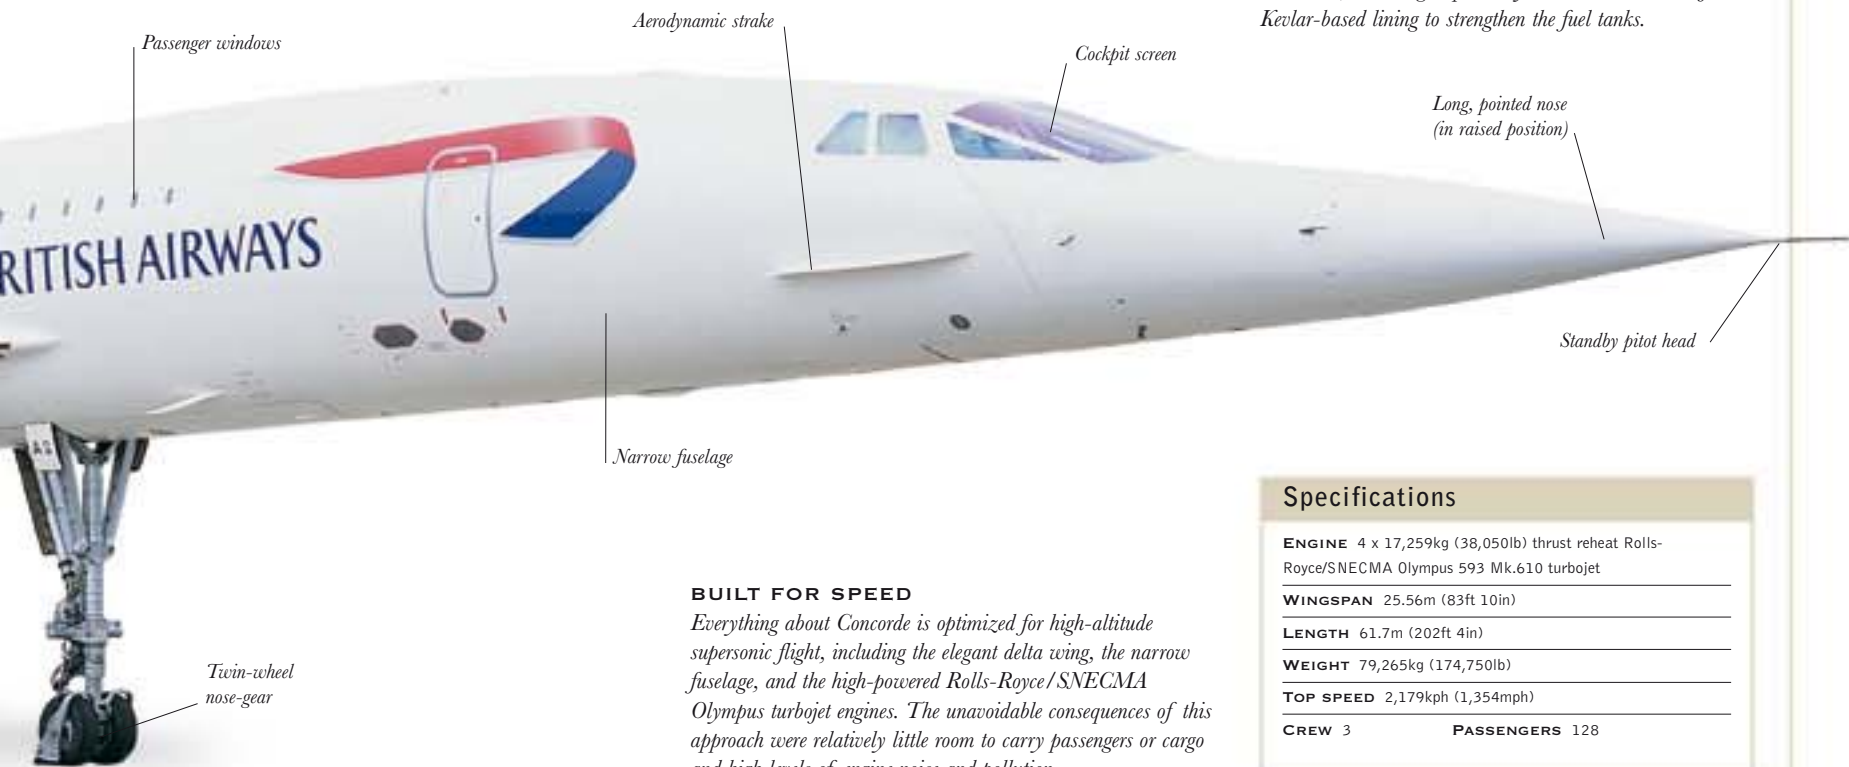 Kevlar-based lining to strengthen the fuel tanks.
Passenger windows
Aerodynamic strake
Cockpit screen
Long, pointed nose
(in raised position)
RITISH AIRWAYS
Standby pitot head
Narrow fuselage
Twin-wheel
nose-gear
BUILT FOR SPEED
Everything about Concorde is optimized for high-altitude
supersonic flight, including the elegant delta wing, the narrow
fuselage, and the high-powered Rolls-Royce/SNECMA
Olympus turbojet engines. The unavoidable consequences of this
approach were relatively little room to carry passengers or cargo
Specifications
ENGINE 4 x 17,259kg (38,050lb) thrust reheat Rolls-
Royce/SNECMA Olympus 593 Mk.610 turbojet
WINGSPAN 25.56m (83ft 10in)
LENGTH 61.7m (202ft 4in)
WEIGHT 79,265kg (174,750lb)
TOP SPEED 2,179kph (1,354mph)
CREW 3 PASSENGERS 128